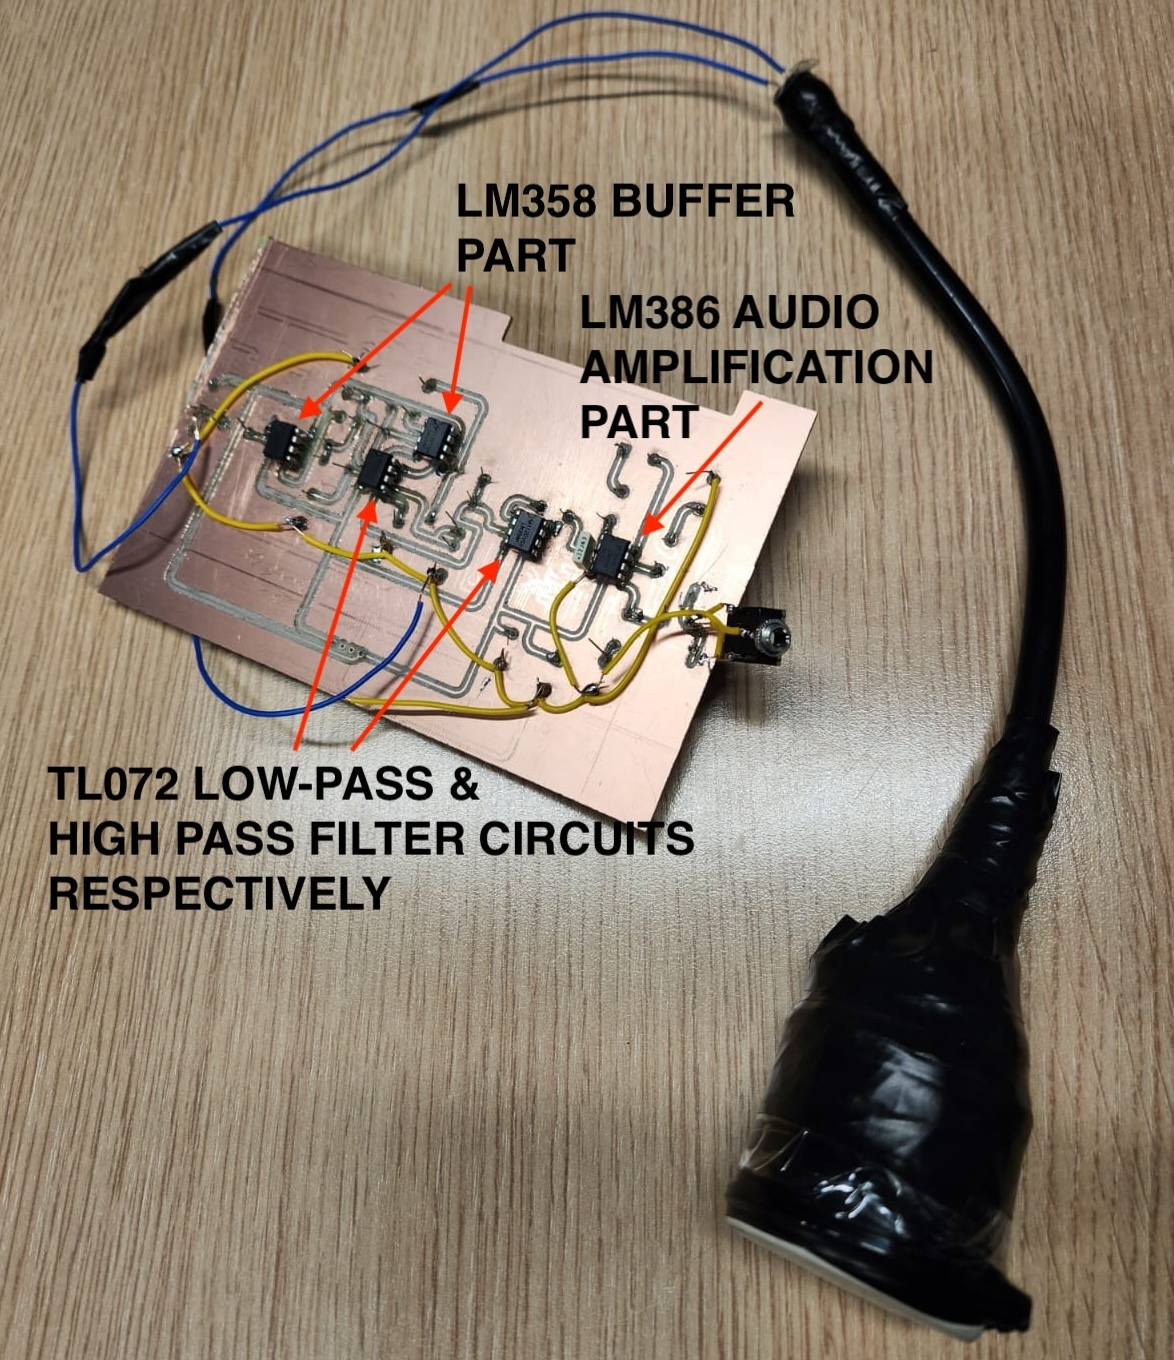 LM358 BUFFER
PART
LM386 AUDIO
AMPLIFICATION
PART
TL072 LOW-PASS &
HIGH PASS FILTER CIRCUITS
RESPECTIVELY